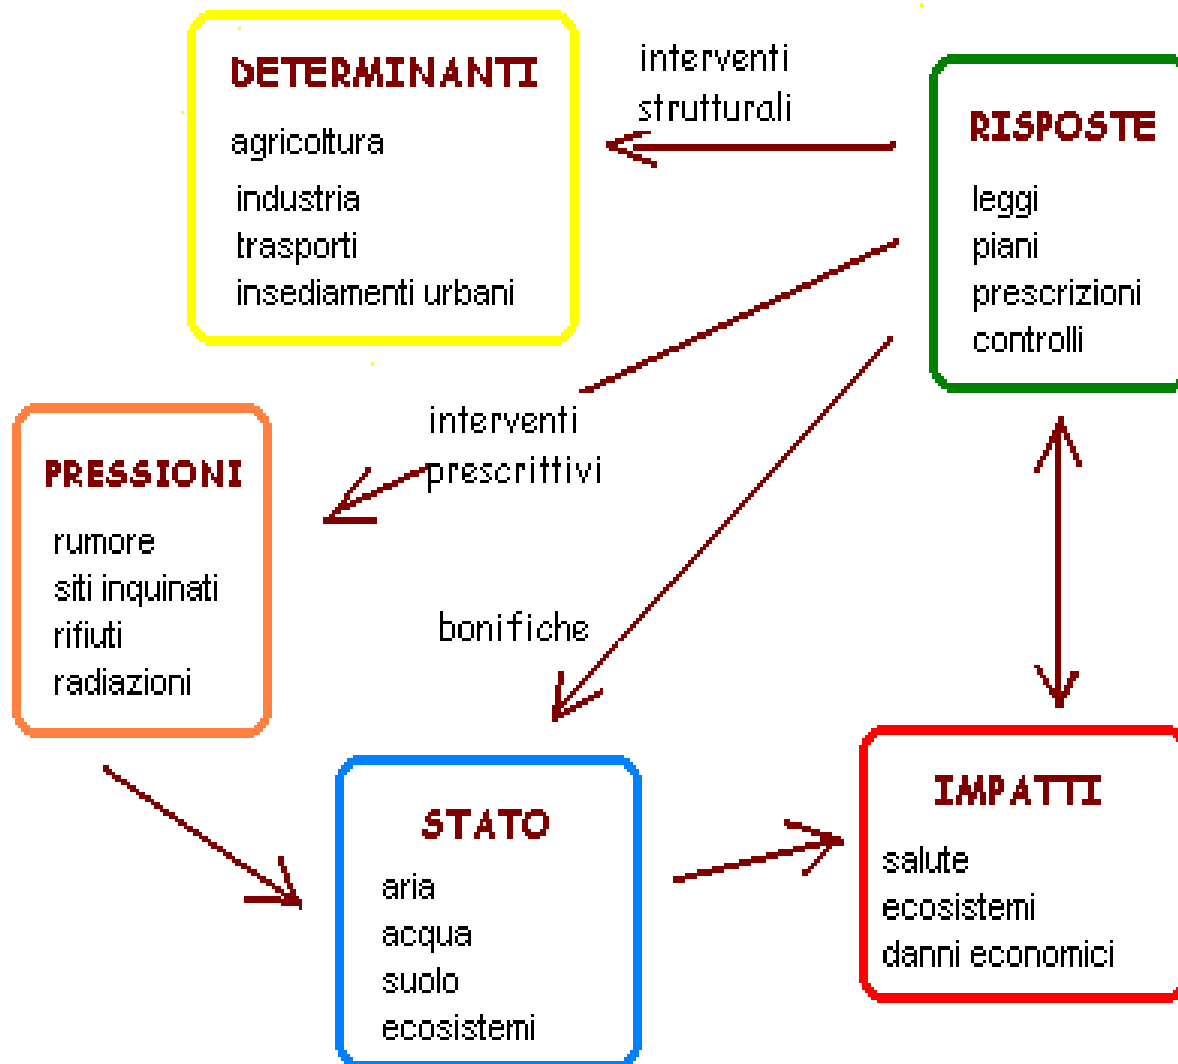 DETERMINANTI
agricoltura
industria
trasporti
insediamenti urbani
interventi
strutturali
RISPOSTE
leggi
piani
prescrizioni
controlli
PRESSIONI
rumore
siti inquinati
rifiuti
radiazioni
interventi
prescrittivi
bonifiche
STATO
aria
acqua
suolo
ecosistemi
IMPATTI
salute
ecosistemi
danni economici